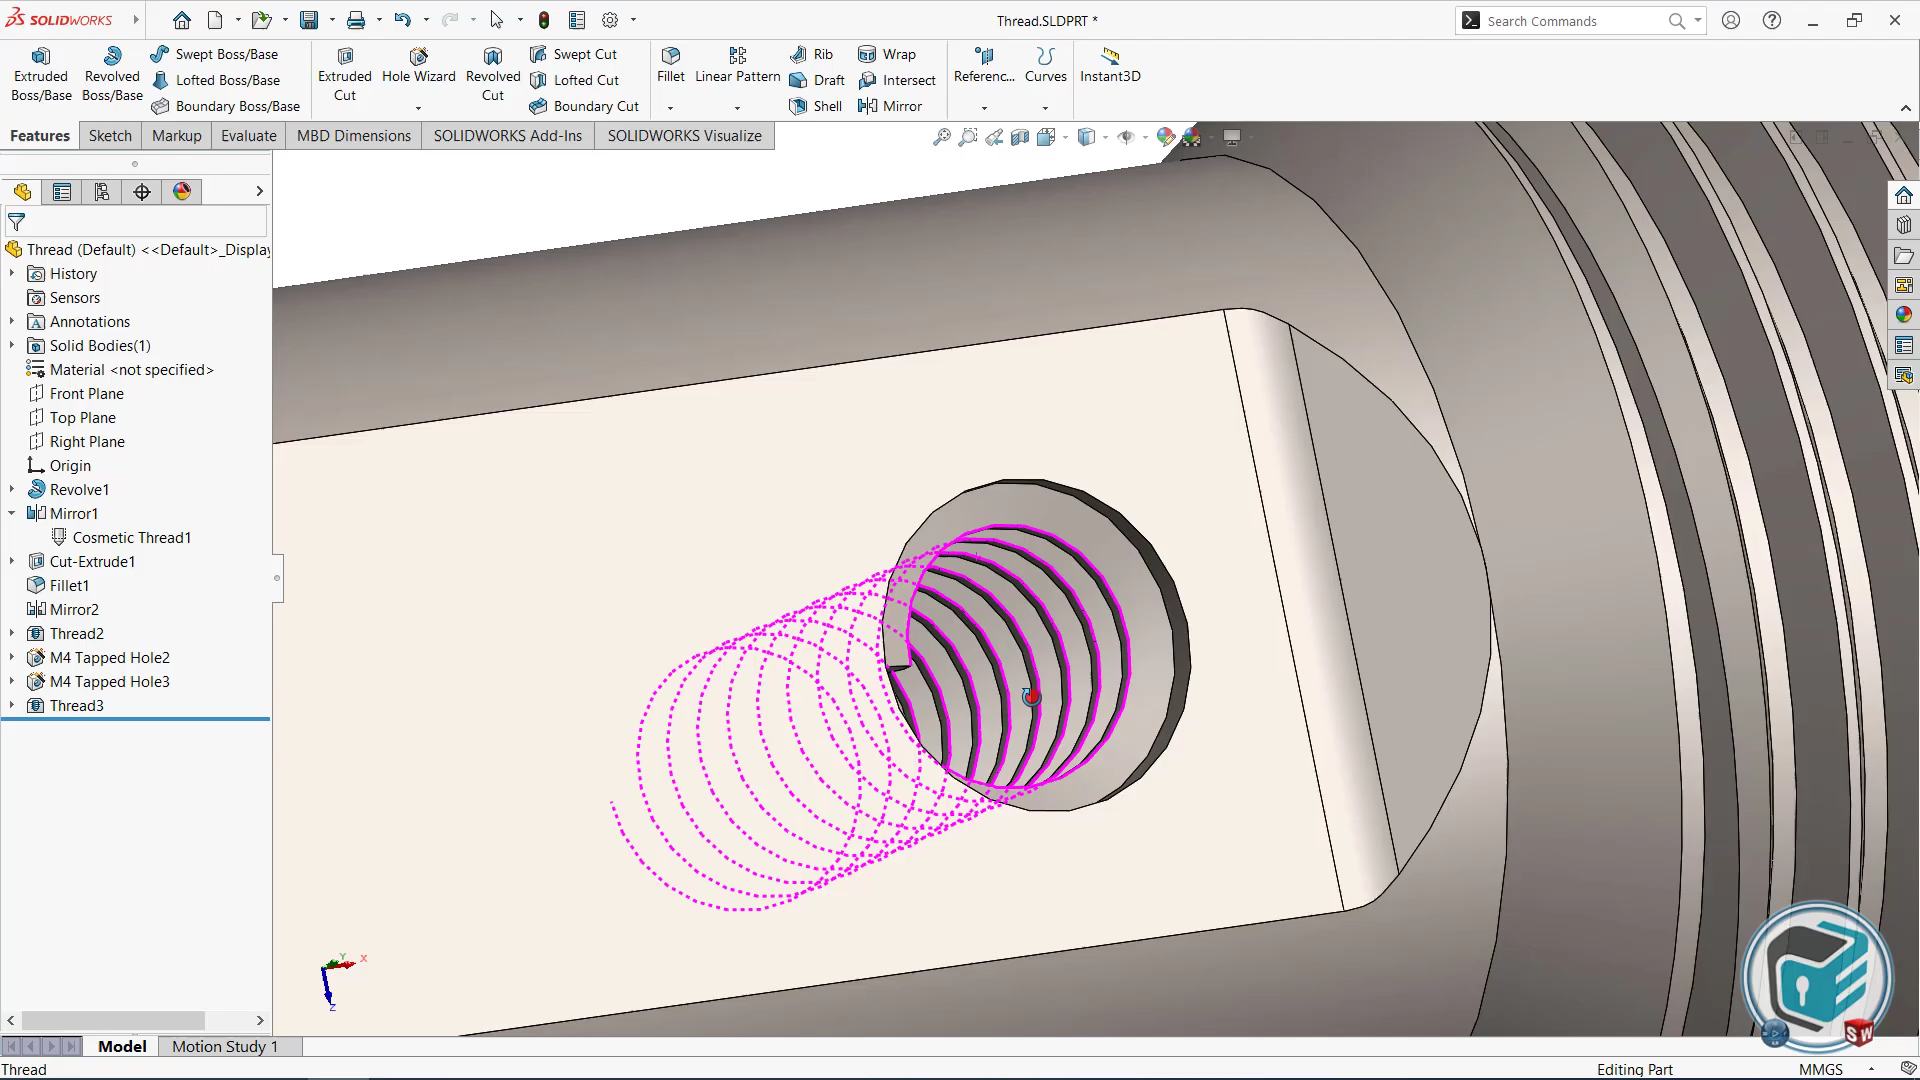 SOLIDWORKS
Thread.SLDPRT *
Search Commands
Extruded Boss/Base
Revolved Boss/Base
Swept Boss/Base
Lofted Boss/Base
Boundary Boss/Base
Extruded Cut
Hole Wizard
Revolved Cut
Swept Cut
Lofted Cut
Boundary Cut
Fillet
Linear Pattern
Rib
Draft
Shell
Wrap
Intersect
Mirror
Referenc...
Curves
Instant3D
Features
Sketch
Markup
Evaluate
MBD Dimensions
SOLIDWORKS Add-Ins
SOLIDWORKS Visualize
Thread (Default) <<Default>_Display
History
Sensors
Annotations
Solid Bodies(1)
Material <not specified>
Front Plane
Top Plane
Right Plane
Origin
Revolve1
Mirror1
Cosmetic Thread1
Cut-Extrude1
Fillet1
Mirror2
Thread2
M4 Tapped Hole2
M4 Tapped Hole3
Thread3
Y
X
Z
SW
Model
Motion Study 1
Thread
Editing Part
MMGS